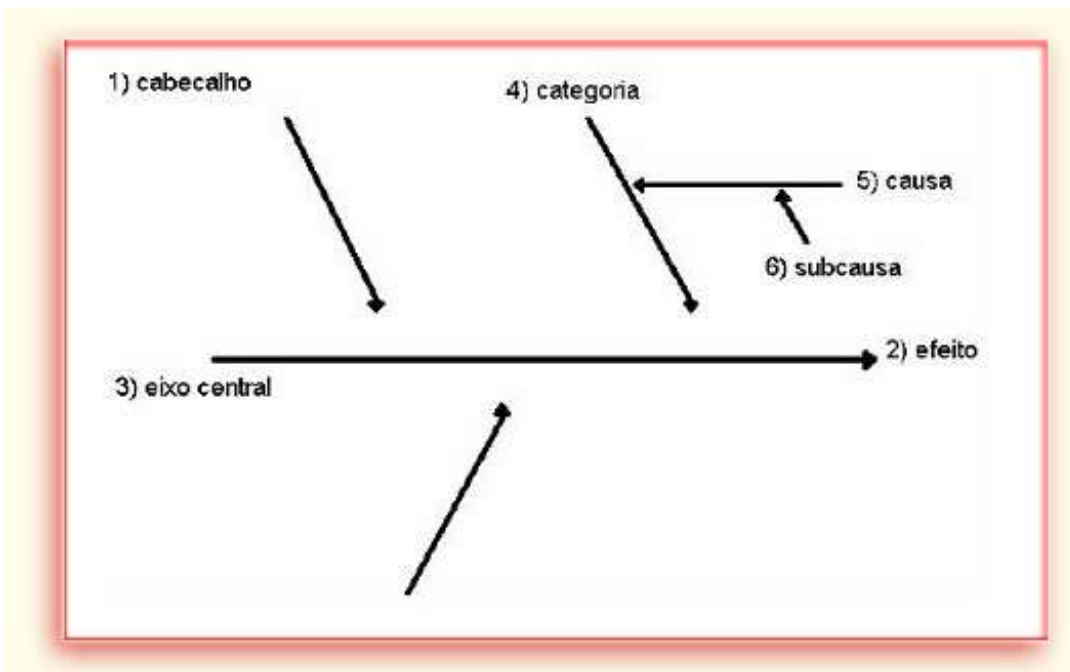 1) cabecalho
4) categoria
5) causa
6) subcausa
2) efeito
3) eixo central